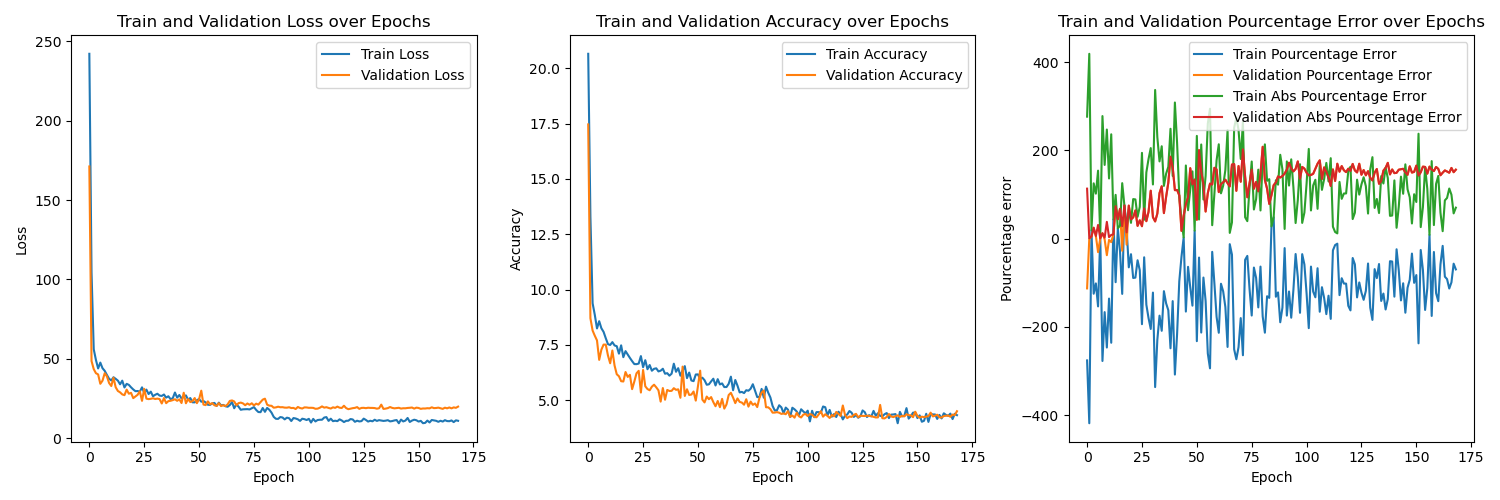 Train and Validation Loss over Epochs
250
200
150
100
50
0
Loss
0 25 50 75 100 125 150 175
Epoch
Train Loss
Validation Loss
Train and Validation Accuracy over Epochs
20.0
17.5
15.0
12.5
10.0
7.5
5.0
Accuracy
0 25 50 75 100 125 150 175
Epoch
Train Accuracy
Validation Accuracy
Train and Validation Pourcentage Error over Epochs
400
200
0
−200
−400
Pourcentage error
0 25 50 75 100 125 150 175
Epoch
Train Pourcentage Error
Validation Pourcentage Error
Train Abs Pourcentage Error
Validation Abs Pourcentage Error